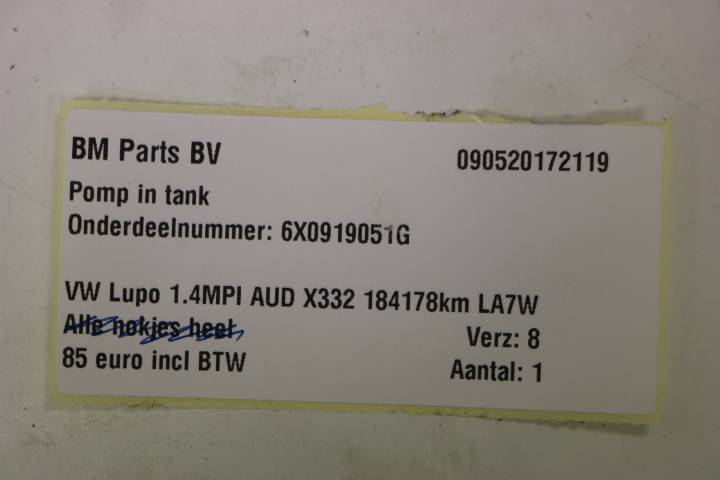 BM Parts BV 090520172119
Pomp in tank
Onderdeelnummer: 6X0919051G
VW Lupo 1.4MPI AUD X332 184178km LA7W
Alle nokjes heel, Verz: 8
85 euro incl BTW Aantal: 1